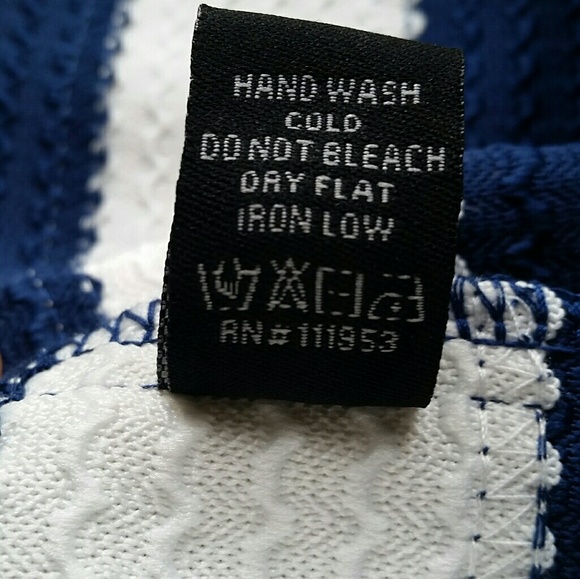 HAND WASH
COLD
DO NOT BLEACH
DRY FLAT
IRON LOW
RN#111953